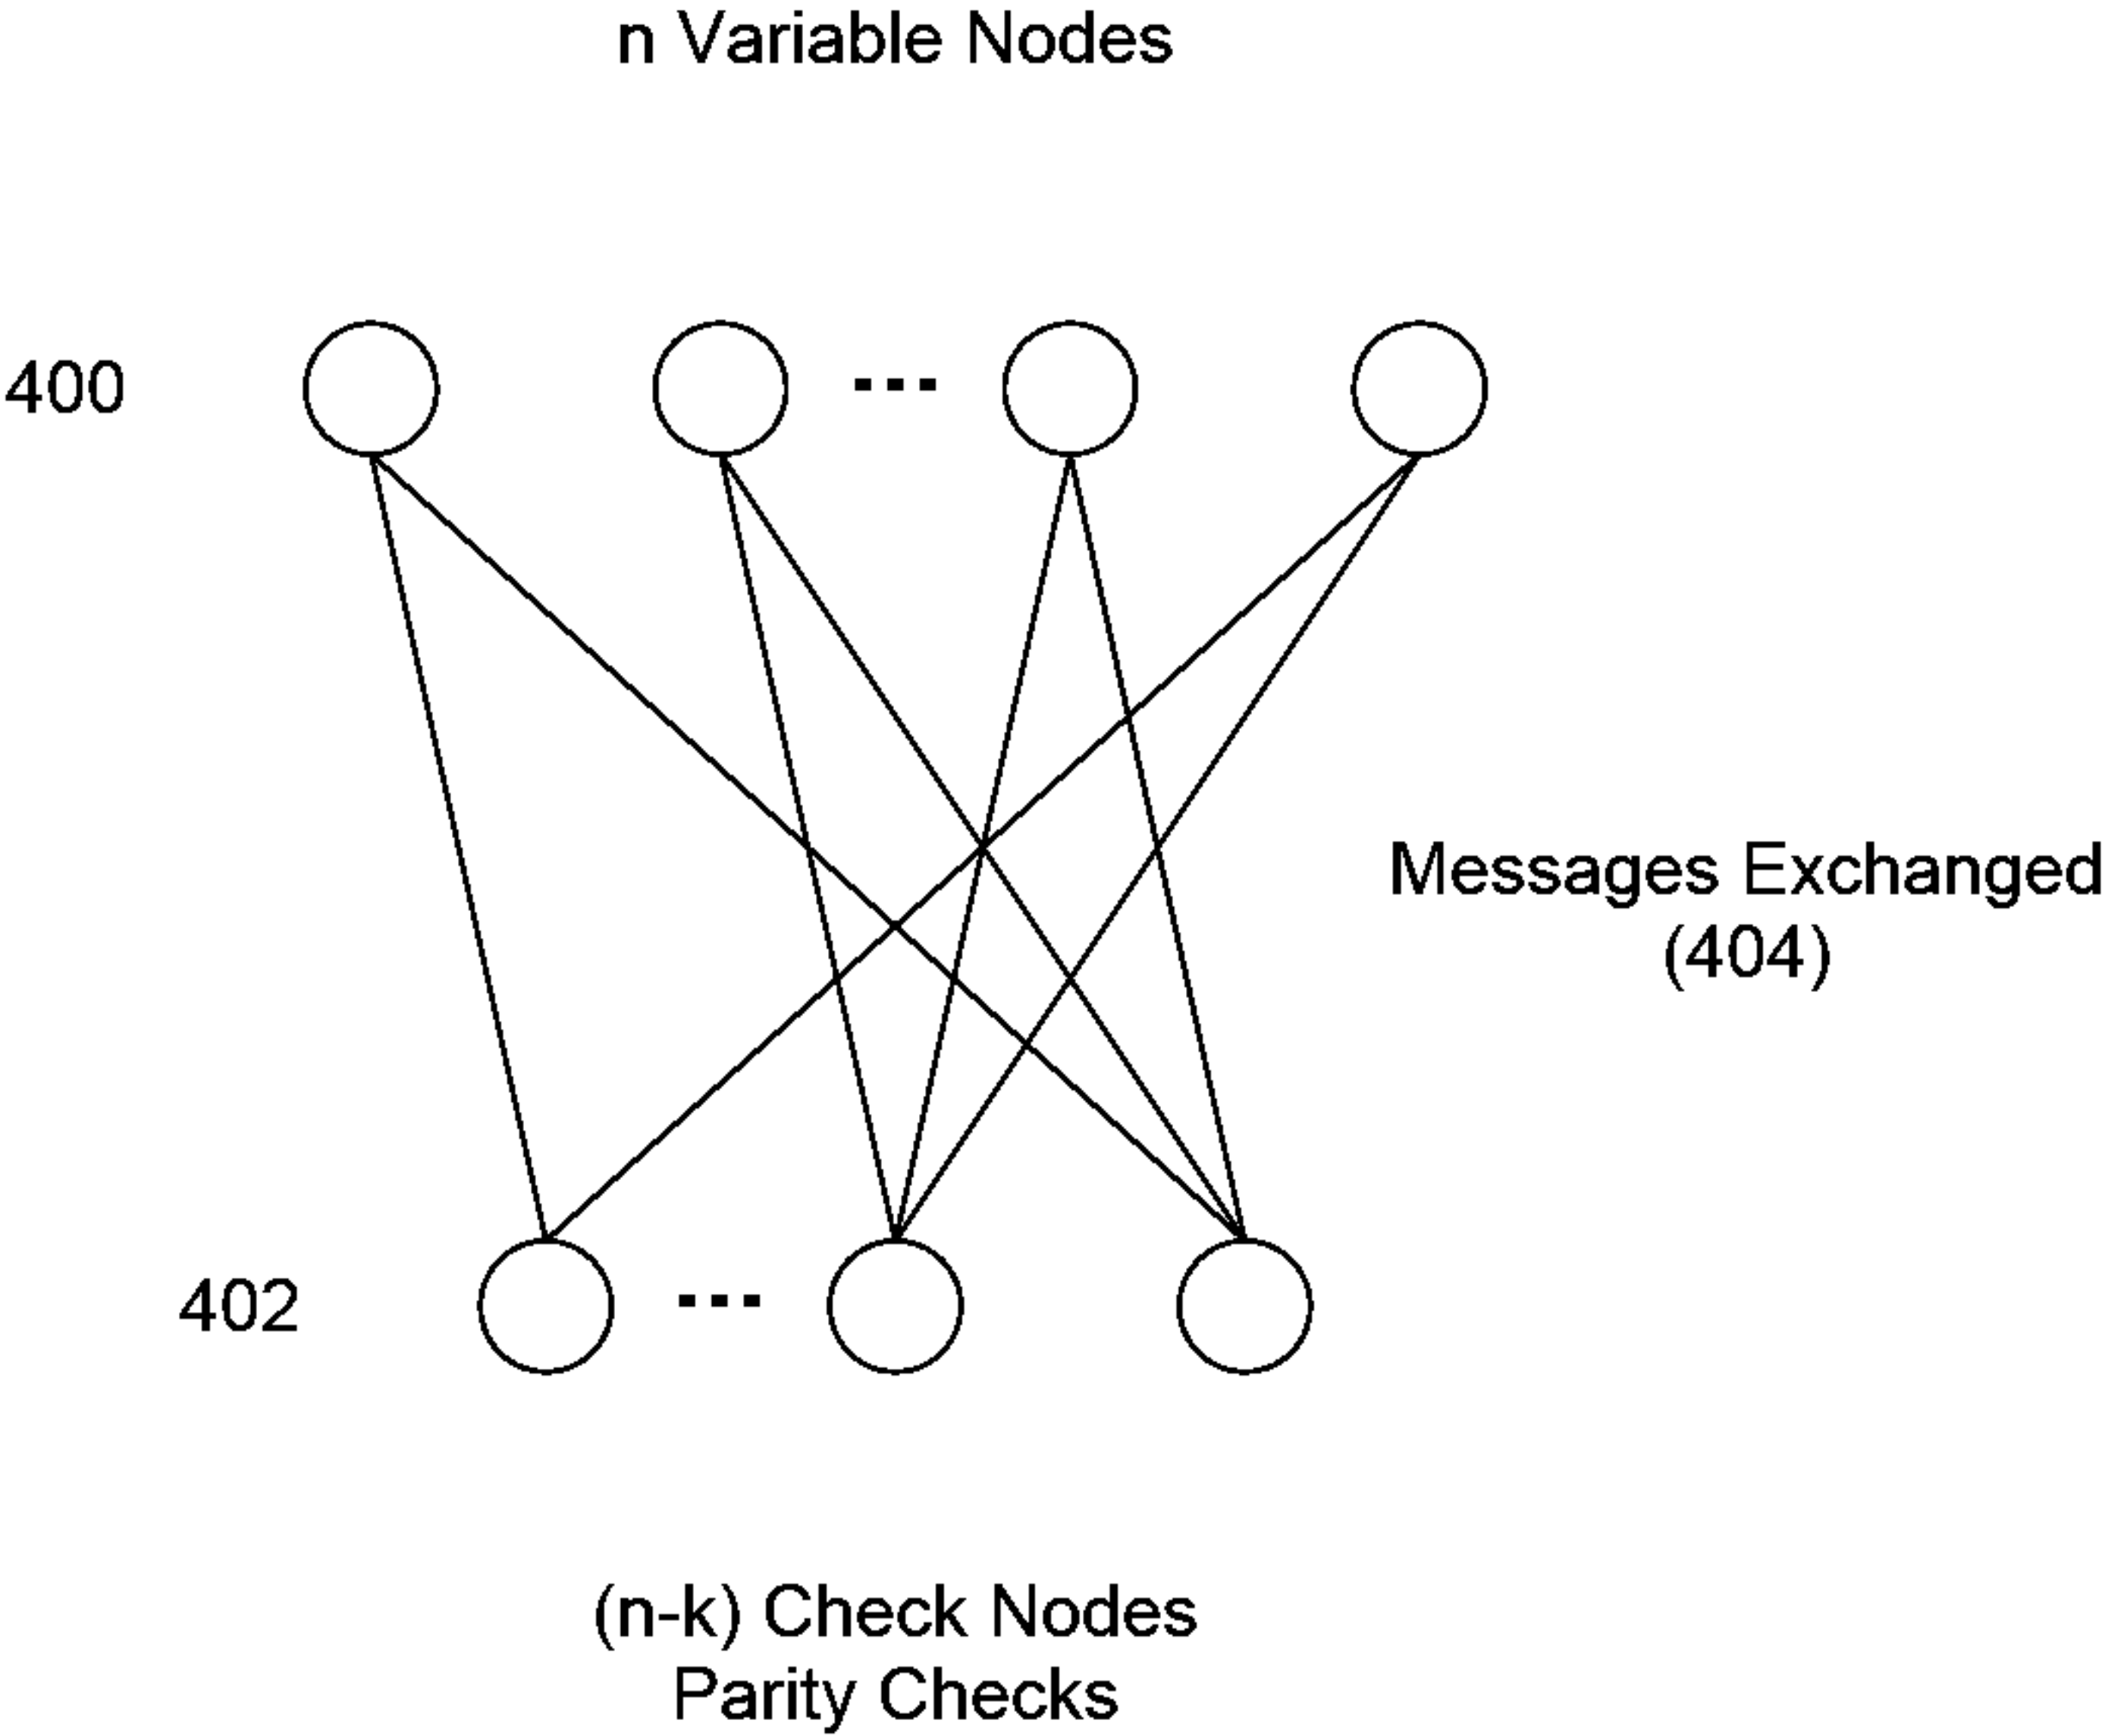 n Variable Nodes
400
...
Messages Exchanged
(404)
402
...
(n-k) Check Nodes
Parity Checks